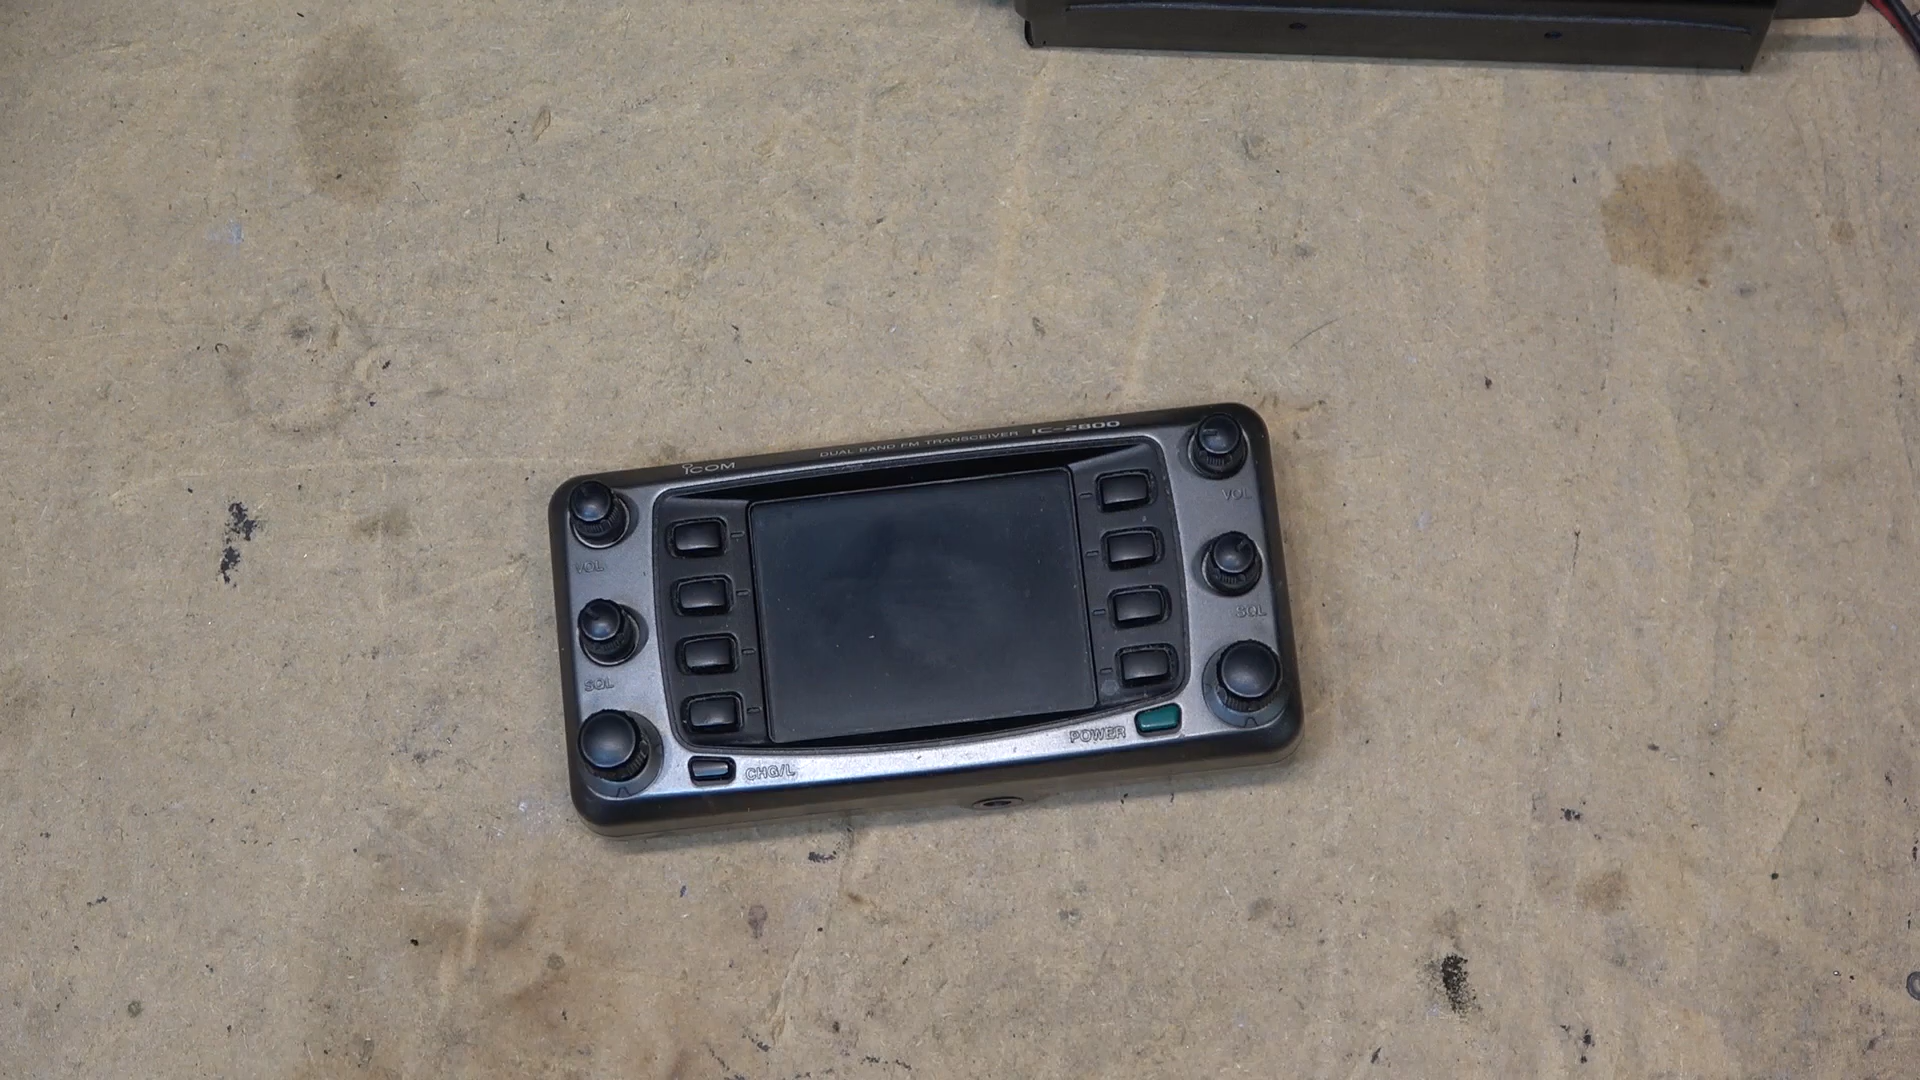 ICOM DUAL BAND FM TRANSCEIVER IC-2800
VOL VOL
SQL SQL
CHG/L POWER